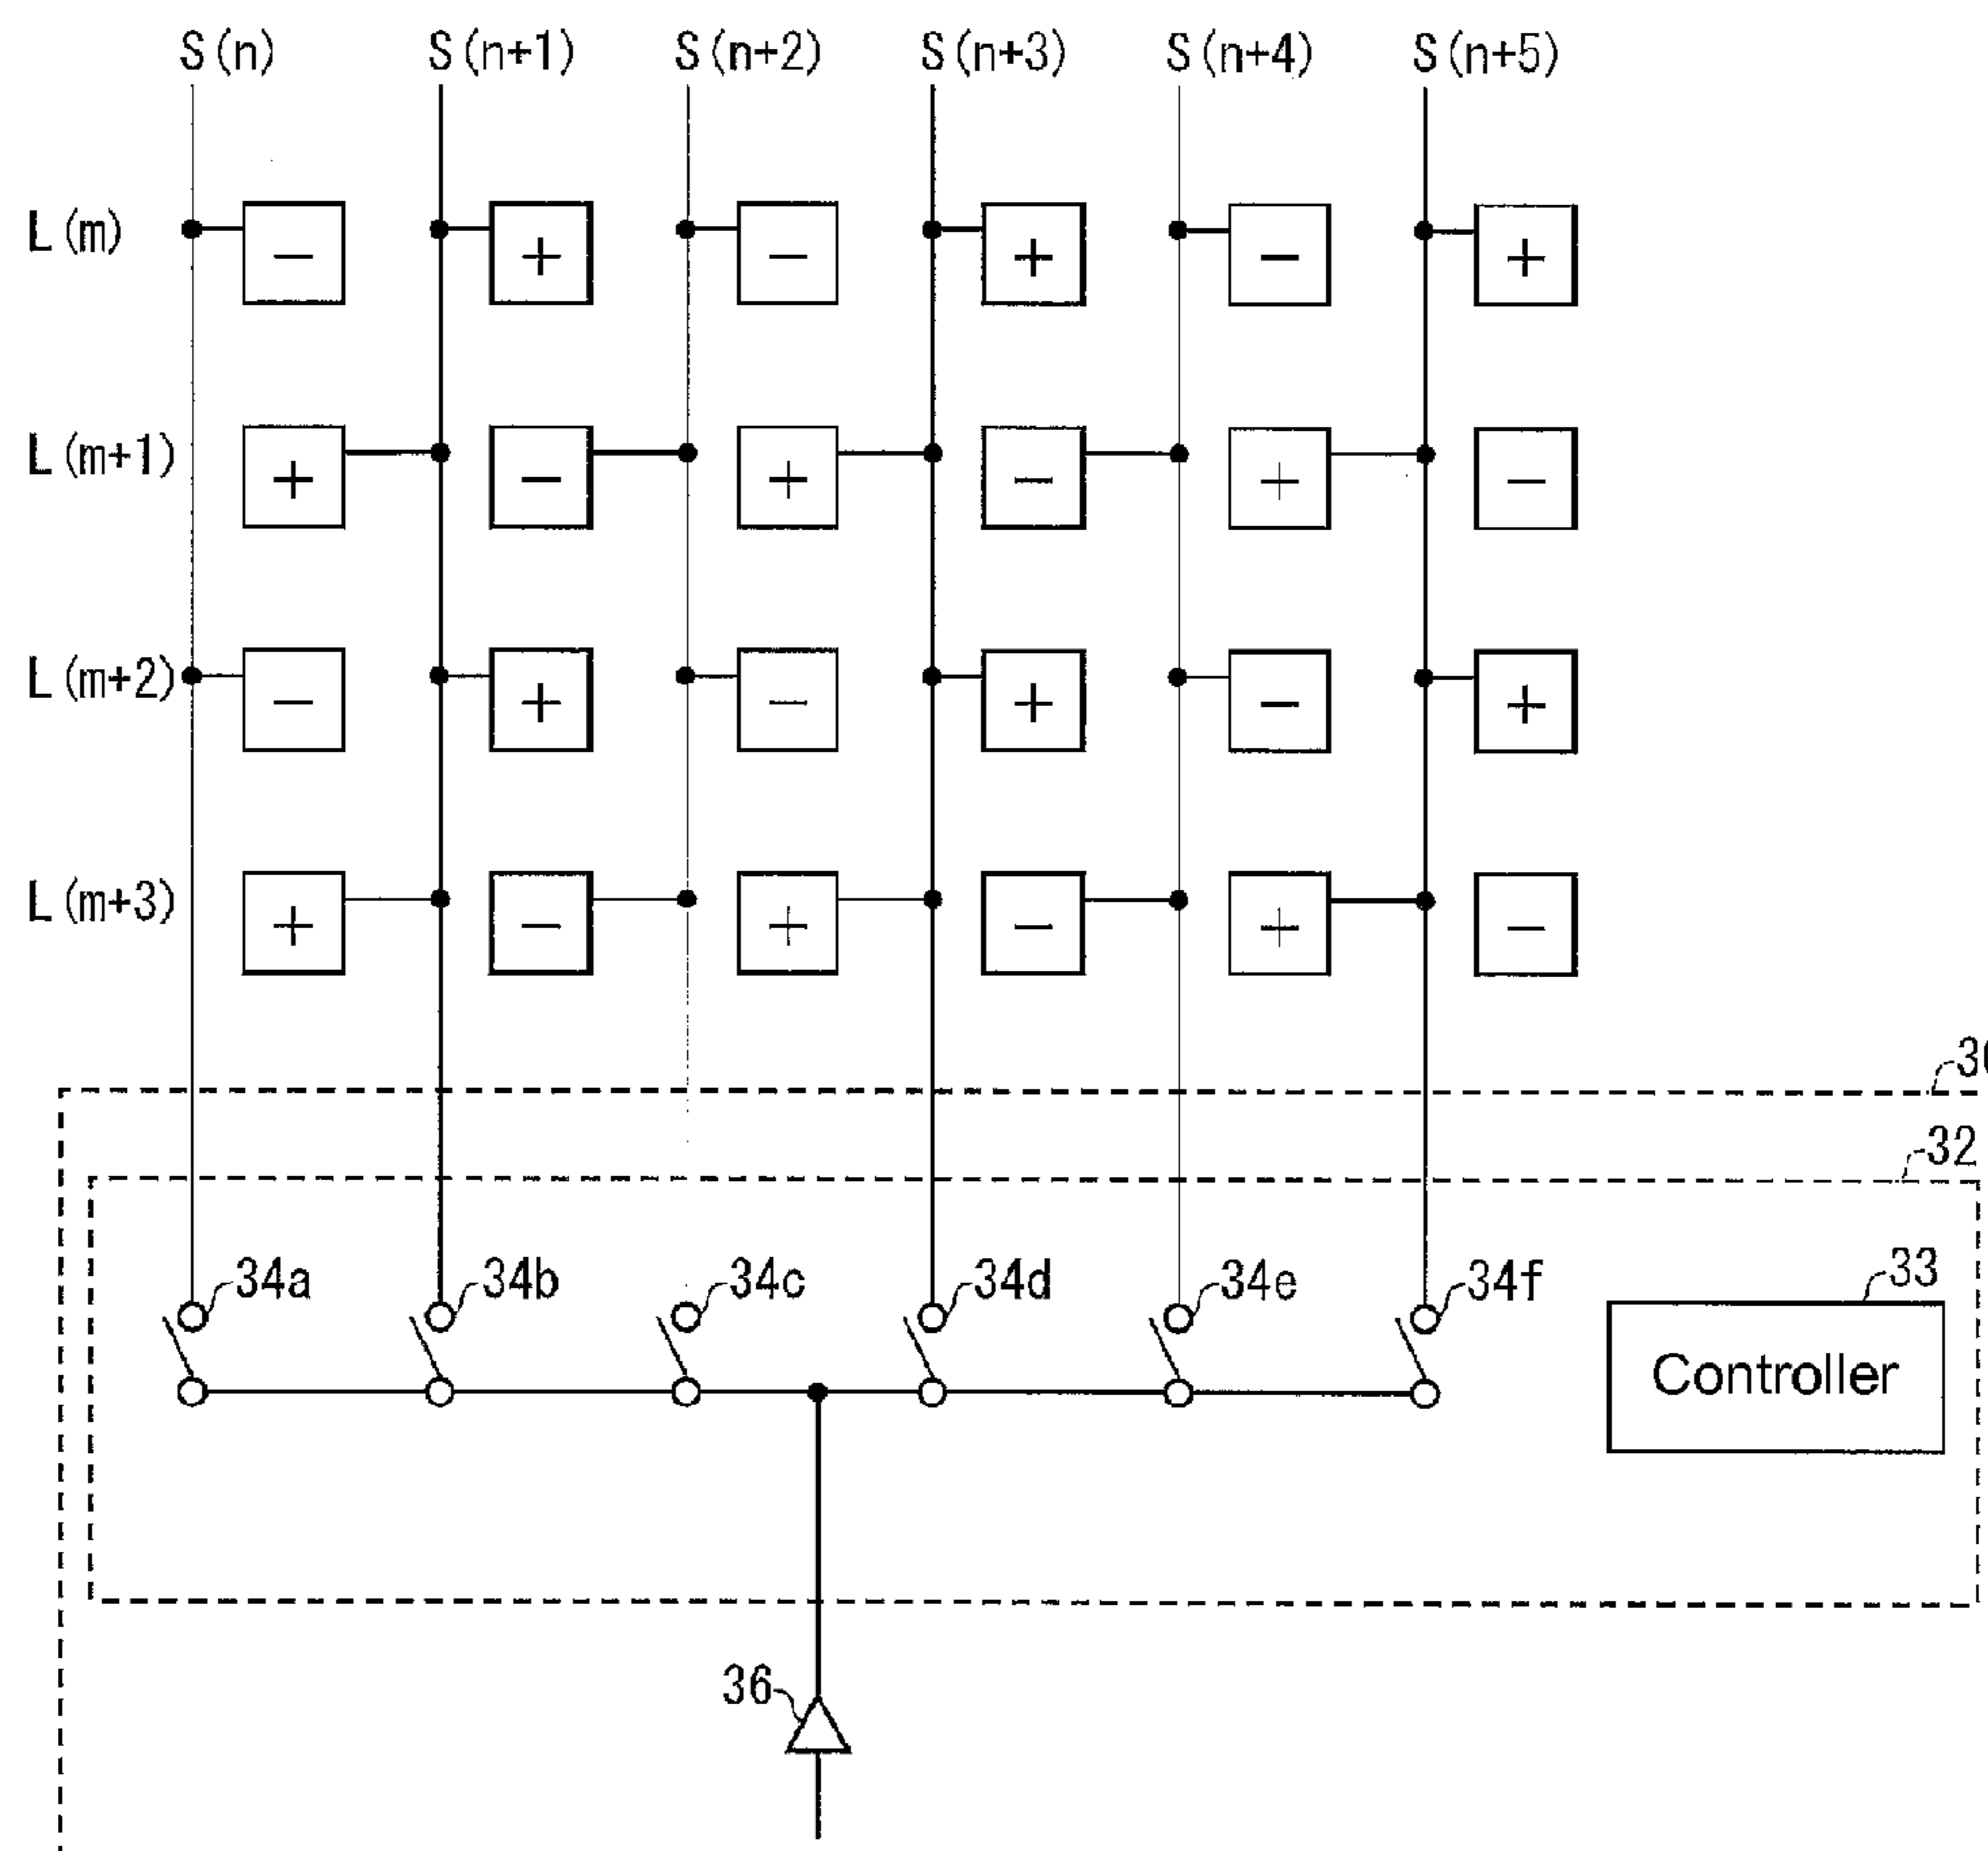 S(n) S(n+1) S(n+2) S(n+3) S(n+4) S(n+5)
L(m) − + − + − +
L(m+1) + − + − + −
L(m+2) − + − + − +
L(m+3) + − + − + −
32
34a 34b 34c 34d 34e 34f 33
Controller
36